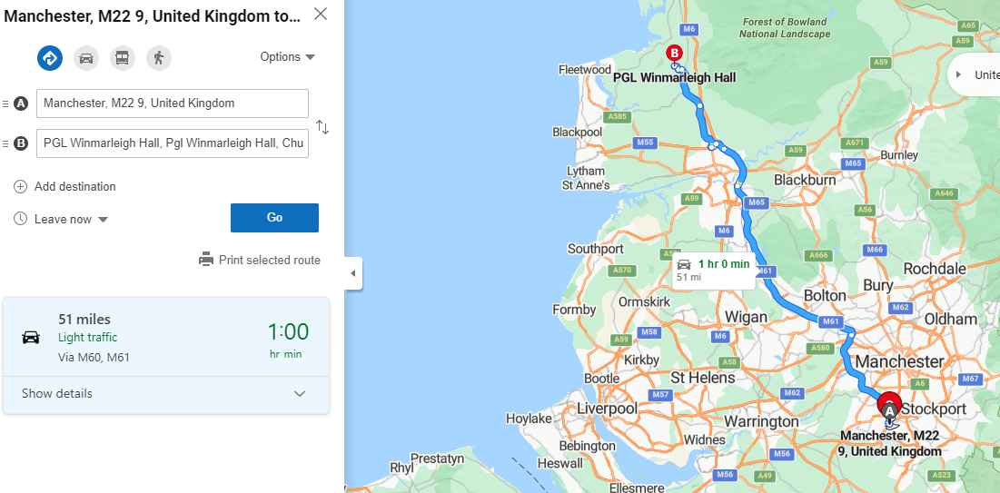 Manchester, M22 9, United Kingdom to...
Options
A
Manchester, M22 9, United Kingdom
B
PGL Winmarleigh Hall, Pgl Winmarleigh Hall, Chu
Add destination
Leave now
Go
Print selected route
51 miles
Light traffic
Via M60, M61
1:00
hr min
Show details
Forest of Bowland
National Landscape
M6
A65
A59
A59
Unite
B
Fleetwood
PGL Winmarleigh Hall
A585
Blackpool
M55
A59
A671
M65
Burnley
Lytham
St Anne's
Blackburn
A59
M65
A646
A56
M6
Southport
M66
A666
1 hr 0 min
51 mi
M61
A570
Rochdale
Bury
Ormskirk
Bolton
Formby
Wigan
M61
M62
Oldham
M58
M6
A59
A580
Kirkby
A58
Manchester
Bootle
St Helens
M67
A6
M57
M62
Liverpool
A
Stockport
Hoylake
Warrington
Manchester, M22
9, United Kingdom
Widnes
Bebington
M56
Prestatyn
Heswall
Rhyl
M56
A49
A523
Ellesmere